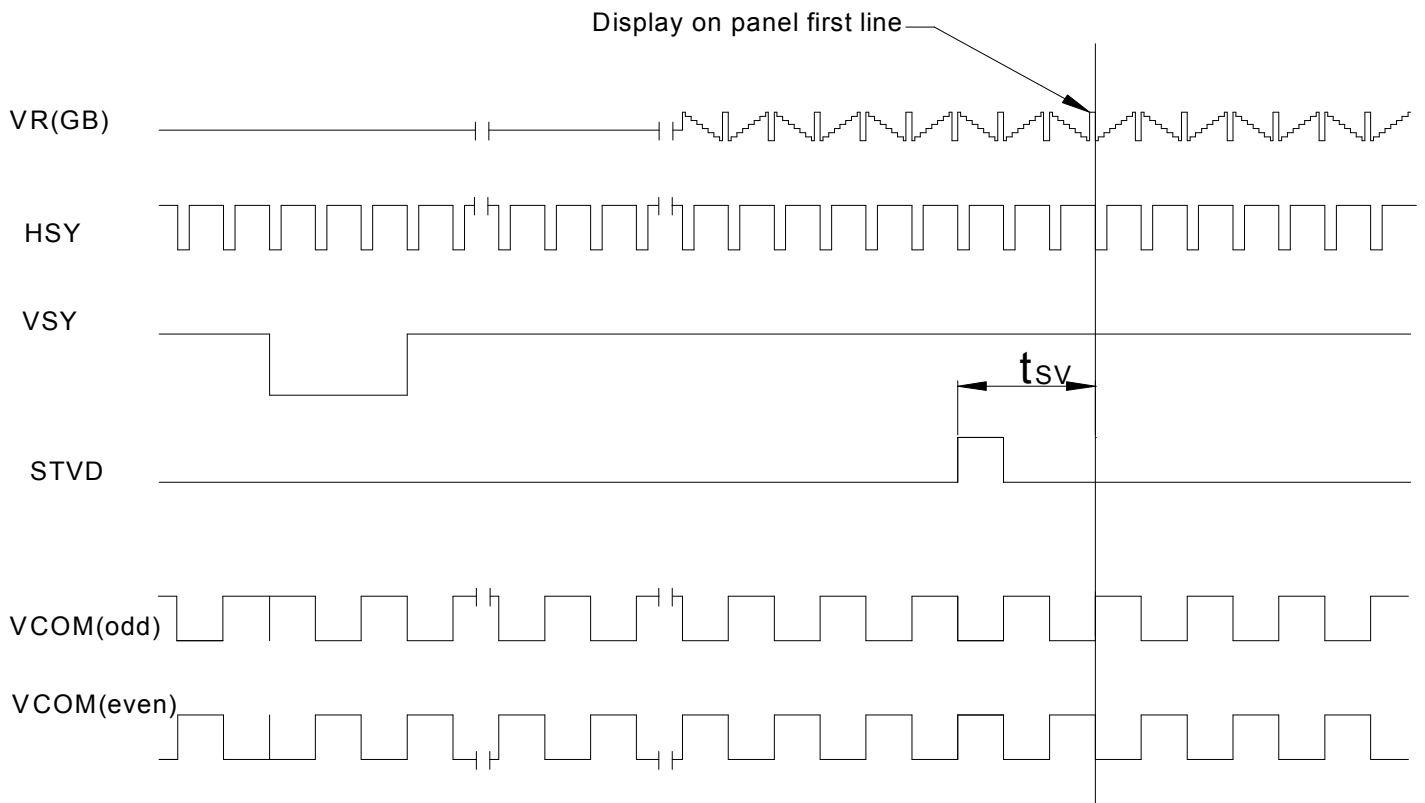 Display on panel first line
VR(GB)
HSY
VSY
tSV
STVD
VCOM(odd)
VCOM(even)